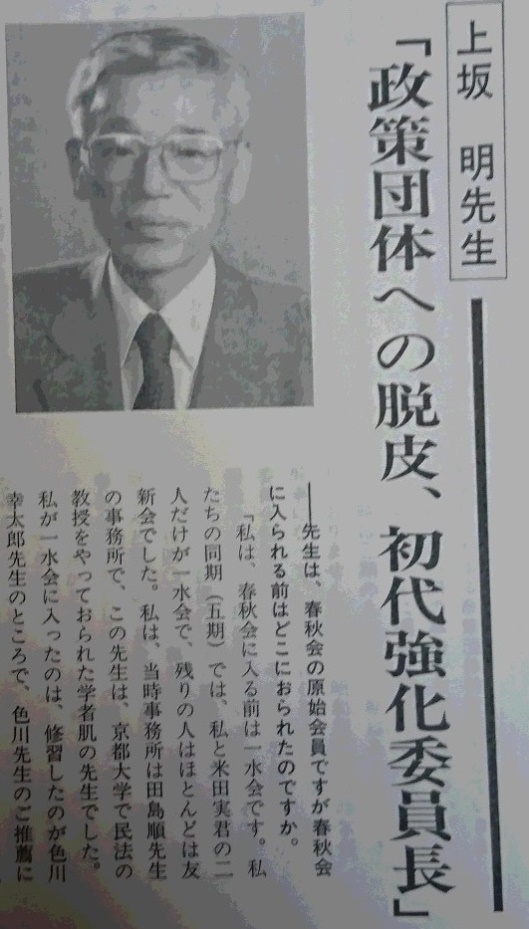 上坂　明先生
「政策団体への脱皮、初代強化委員長」
──先生は、春秋会の原始会員ですが春秋会
に入られる前はどこにおられたのですか。
「私は、春秋会に入る前は一水会です。私
たちの同期（五期）では、私と米田実君の二
人だけが一水会で、残りの人はほとんどは友
新会でした。私は、当時事務所は田島順先生
の事務所で、この先生は、京都大学で民法の
教授をやっておられた学者肌の先生でした。
私が一水会に入ったのは、修習したのが色川
幸太郎先生のところで、色川先生のご推薦に